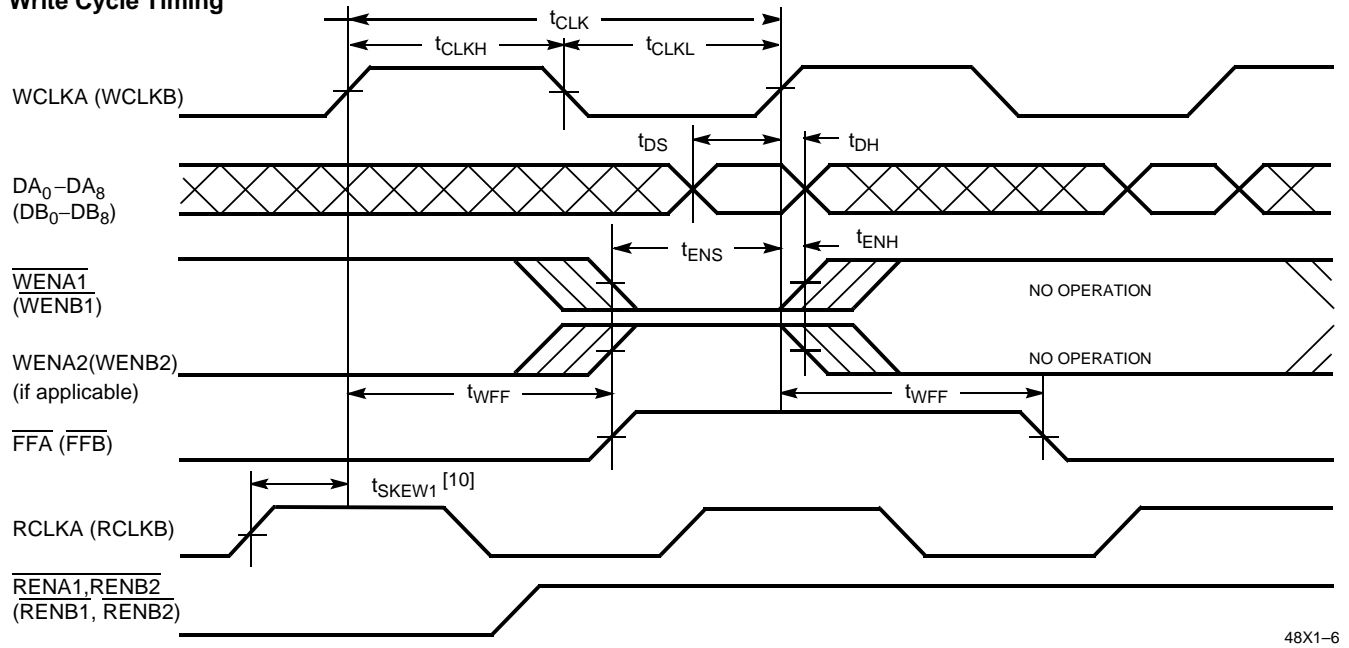 Write Cycle Timing
tCLK
tCLKH
tCLKL
WCLKA (WCLKB)
tDS
tDH
DA0–DA8
(DB0–DB8)
tENS
tENH
WENA1
(WENB1)
NO OPERATION
WENA2(WENB2)
(if applicable)
NO OPERATION
tWFF
tWFF
FFA (FFB)
tSKEW1 [10]
RCLKA (RCLKB)
RENA1,RENB2
(RENB1, RENB2)
48X1–6